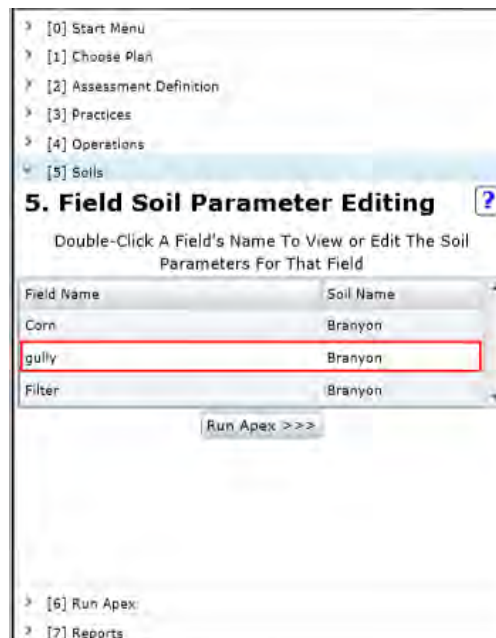 [0] Start Menu
[1] Choose Plan
[2] Assessment Definition
[3] Practices
[4] Operations
[5] Soils
5. Field Soil Parameter Editing ?
Double-Click A Field's Name To View or Edit The Soil
Parameters For That Field
Field Name Soil Name
Corn Branyon
gully Branyon
Filter Branyon
Run Apex >>>
[6] Run Apex
[7] Reports